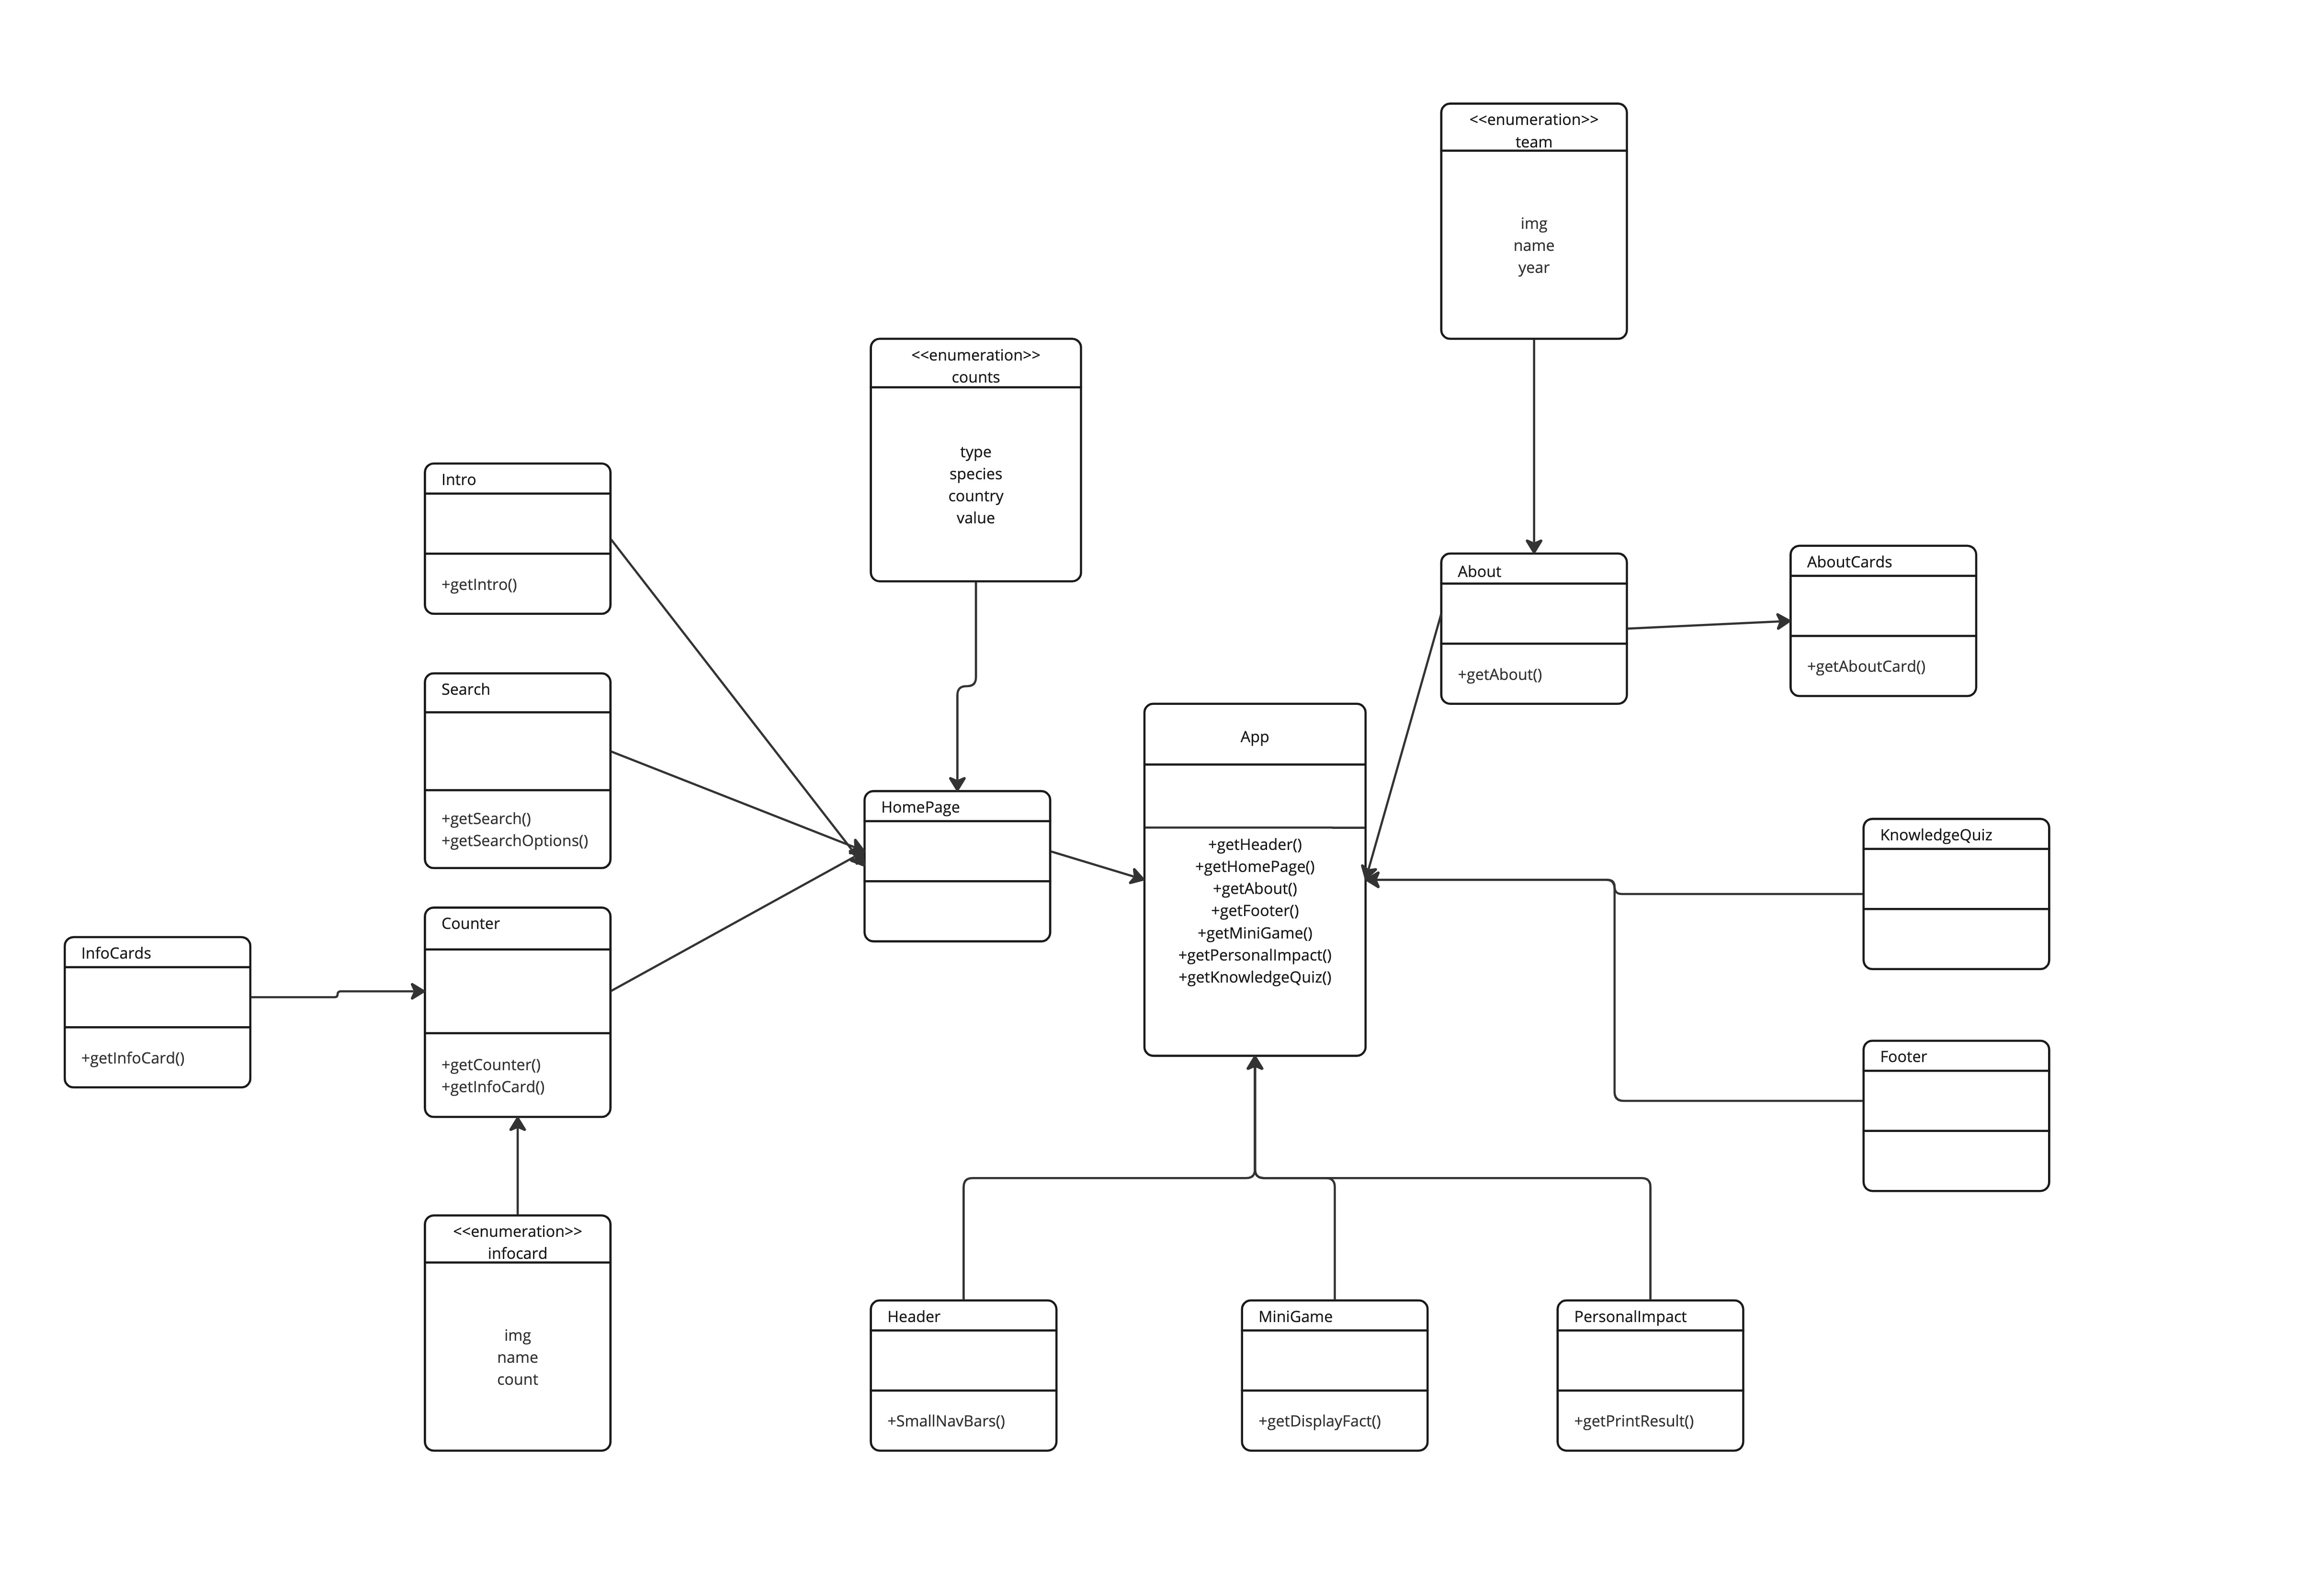 <<enumeration>>
team
img
name
year
<<enumeration>>
counts
type
species
country
value
Intro
+getIntro()
Search
+getSearch()
+getSearchOptions()
Counter
+getCounter()
+getInfoCard()
InfoCards
+getInfoCard()
<<enumeration>>
infocard
img
name
count
HomePage
App
+getHeader()
+getHomePage()
+getAbout()
+getFooter()
+getMiniGame()
+getPersonalImpact()
+getKnowledgeQuiz()
About
+getAbout()
AboutCards
+getAboutCard()
KnowledgeQuiz
Footer
Header
+SmallNavBars()
MiniGame
+getDisplayFact()
PersonalImpact
+getPrintResult()